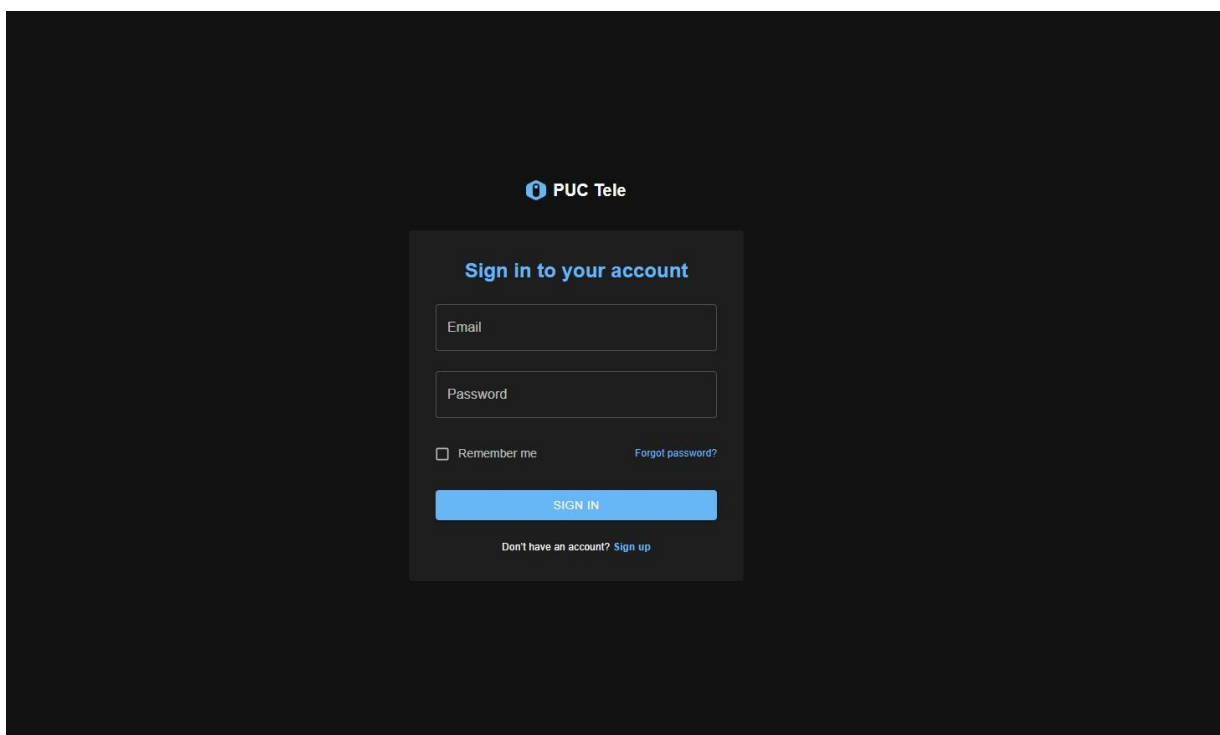 PUC Tele
Sign in to your account
Email
Password
Remember me Forgot password?
SIGN IN
Don't have an account? Sign up